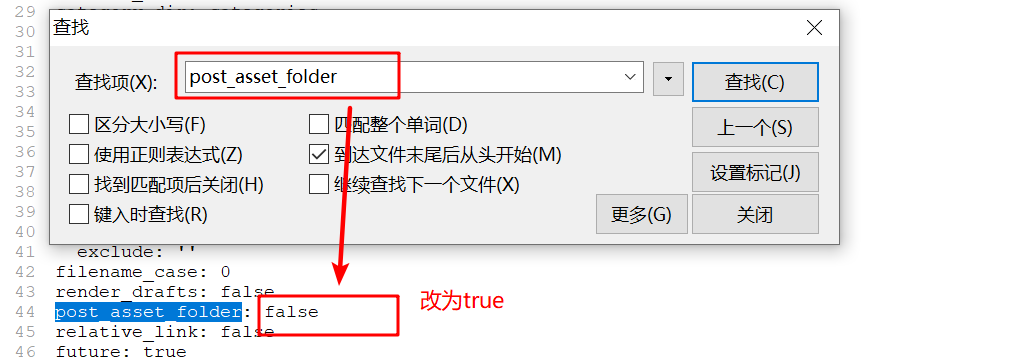 29 category_dir: categories
30
查找
31
32
查找项(X): post_asset_folder 查找(C)
33
34
区分大小写(F) 匹配整个单词(D) 上一个(S)
35
36
使用正则表达式(Z) 到达文件末尾后从头开始(M)
37
设置标记(J)
38
找到匹配项后关闭(H) 继续查找下一个文件(X)
39
键入时查找(R) 更多(G) 关闭
40
41 exclude: ''
42 filename_case: 0
43 render_drafts: false
改为true
44 post_asset_folder: false
45 relative_link: false
46 future: true